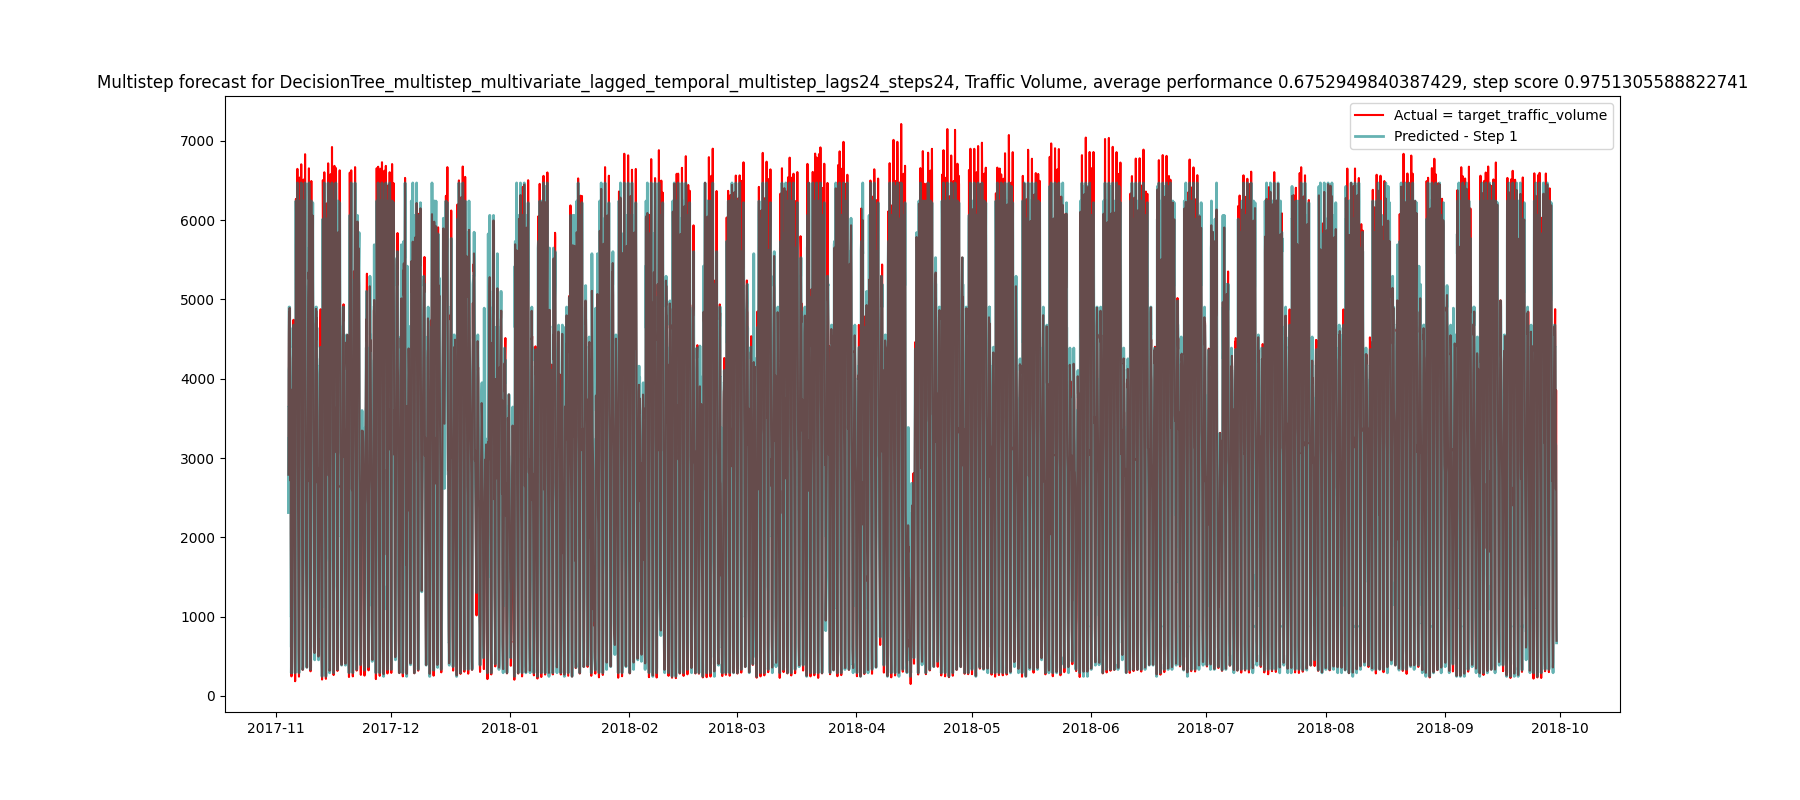 Multistep forecast for DecisionTree_multistep_multivariate_lagged_temporal_multistep_lags24_steps24, Traffic Volume, average performance 0.6752949840387429, step score 0.9751305588822741
Actual = target_traffic_volume
Predicted - Step 1
7000
6000
5000
4000
3000
2000
1000
0
2017-11 2017-12 2018-01 2018-02 2018-03 2018-04 2018-05 2018-06 2018-07 2018-08 2018-09 2018-10